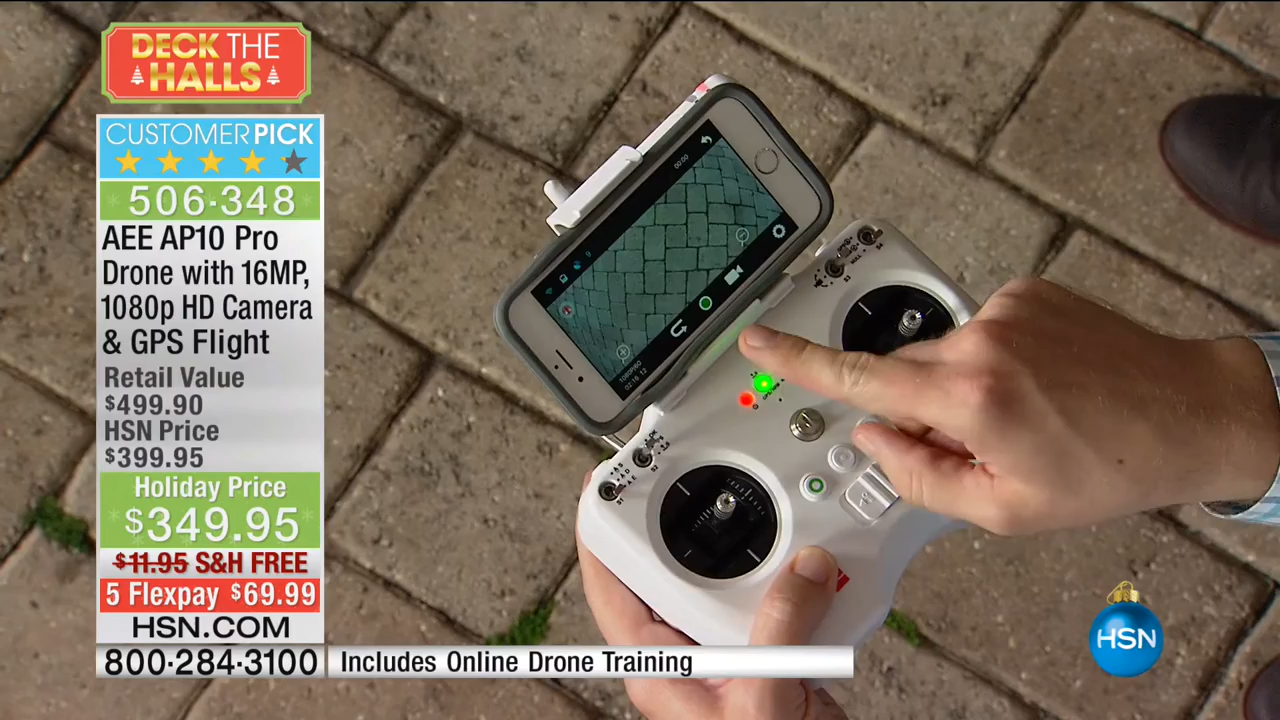 DECK THE
HALLS
CUSTOMER PICK
506-348
AEE AP10 Pro
Drone with 16MP,
1080p HD Camera
& GPS Flight
Retail Value
$499.90
HSN Price
$399.95
Holiday Price
$349.95
$11.95 S&H FREE
5 Flexpay $69.99
HSN.COM
800-284-3100
Includes Online Drone Training
HSN
00:00